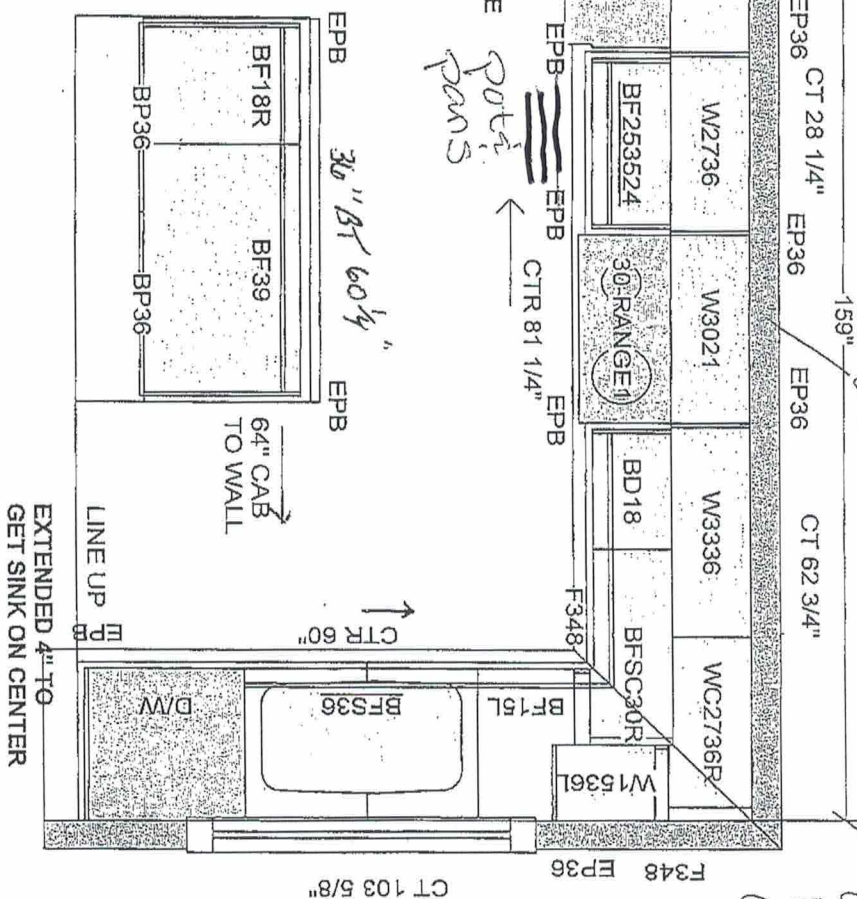 159"
EP36
CT 28 1/4"
EP36
EP36
CT 62 3/4"
W2736
W3021
W3336
WC2736R
BF253524
30-RANGE1
BD18
BFSC30R
W1536L
EPB
EPB
EPB
pots
pans
CTR 81 1/4"
F348
F348
EP36
BF15L
BFS36
D/W
CTR 60"
CT 103 5/8"
EPB
EPB
36" BT 60 1/4"
BF18R
BF39
BP36
BP36
64" CAB
TO WALL
LINE UP
EPB
EXTENDED 4" TO
GET SINK ON CENTER